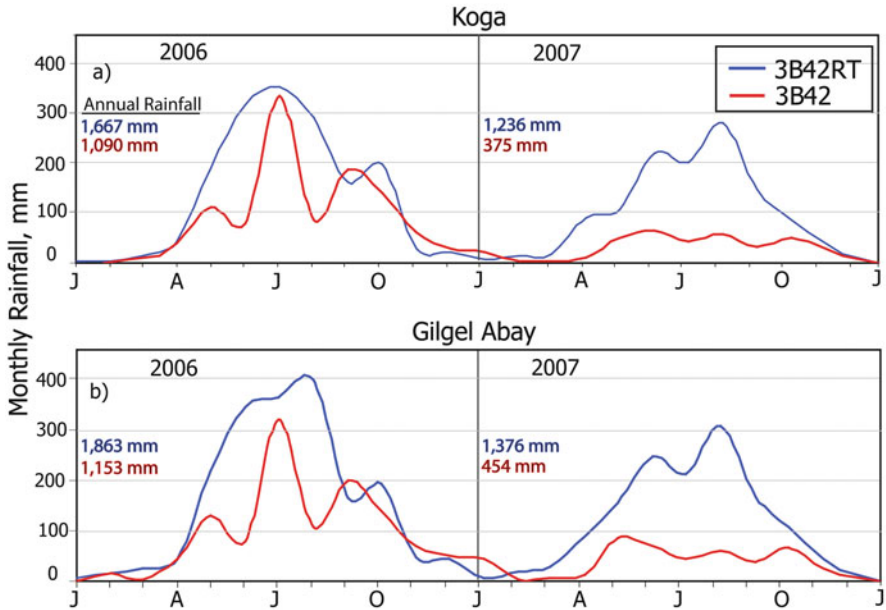 Koga
2006
2007
a)
3B42RT
3B42
Annual Rainfall
1,667 mm
1,090 mm
1,236 mm
375 mm
400
300
200
100
0
J A J O J A J O J
Monthly Rainfall, mm
Gilgel Abay
2006
2007
b)
1,863 mm
1,153 mm
1,376 mm
454 mm
400
300
200
100
0
J A J O J A J O J